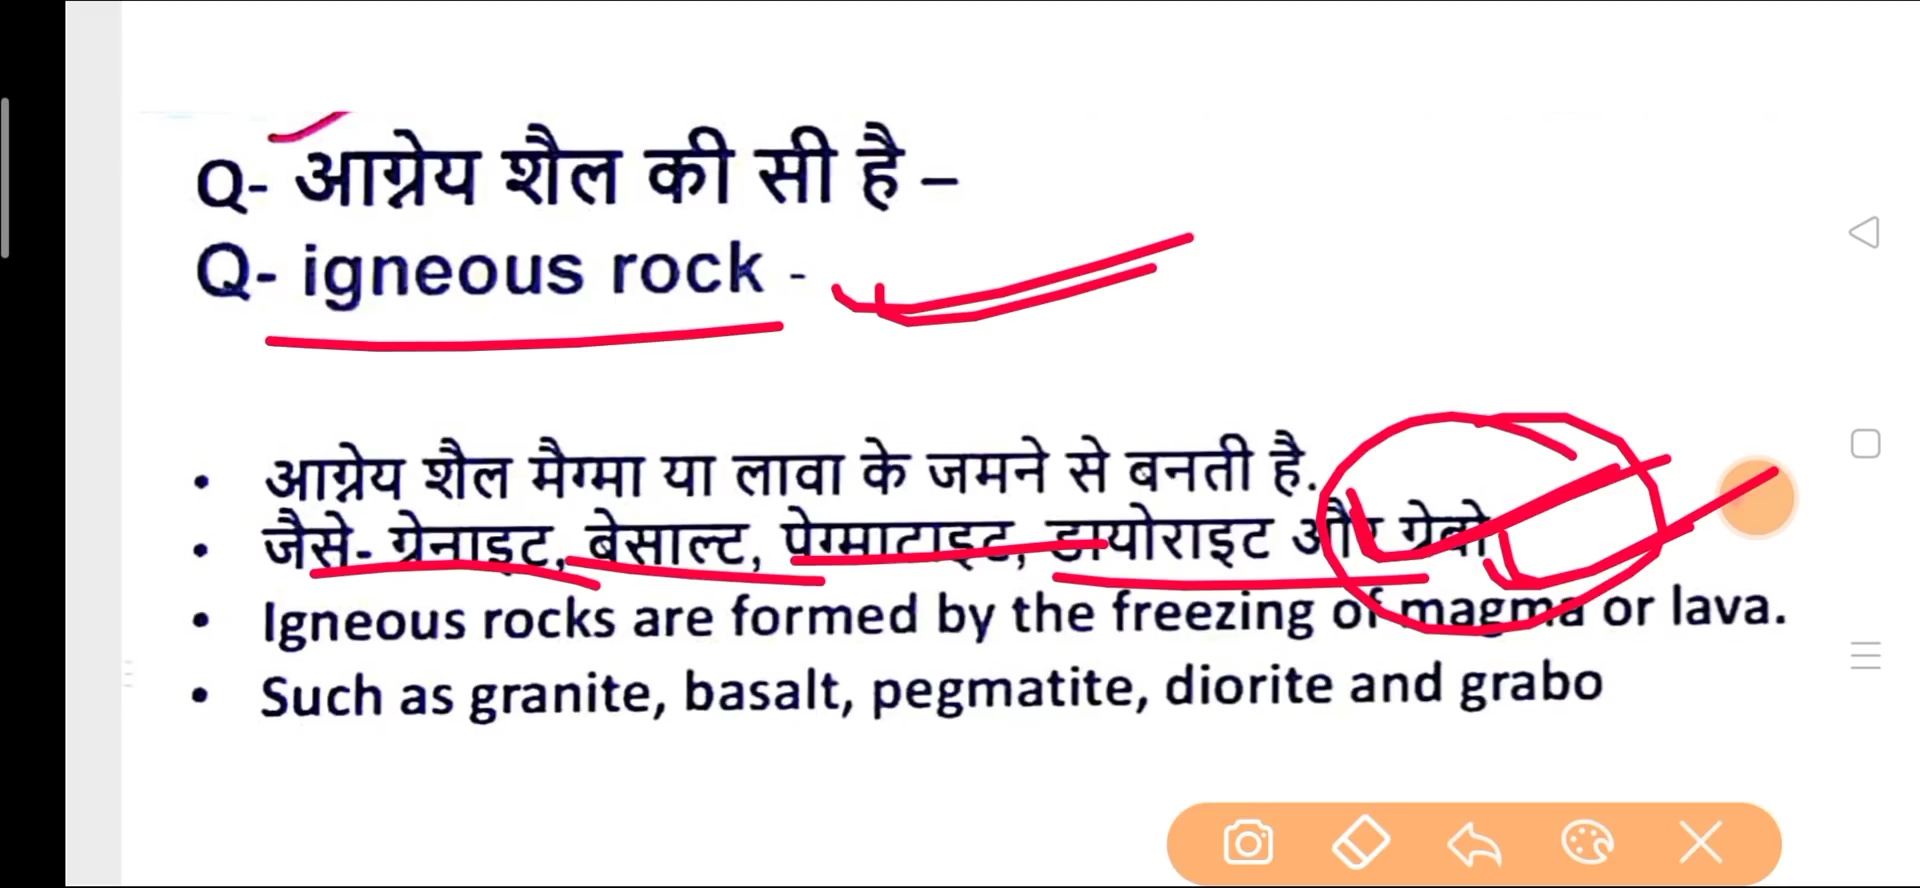 Q- आग्नेय शैल की सी है –
Q- igneous rock -
• आग्नेय शैल मैग्मा या लावा के जमने से बनती है.
• जैसे- ग्रेनाइट, बेसाल्ट, पेग्माटाइट, डायोराइट और ग्रेबो
• Igneous rocks are formed by the freezing of magma or lava.
• Such as granite, basalt, pegmatite, diorite and grabo